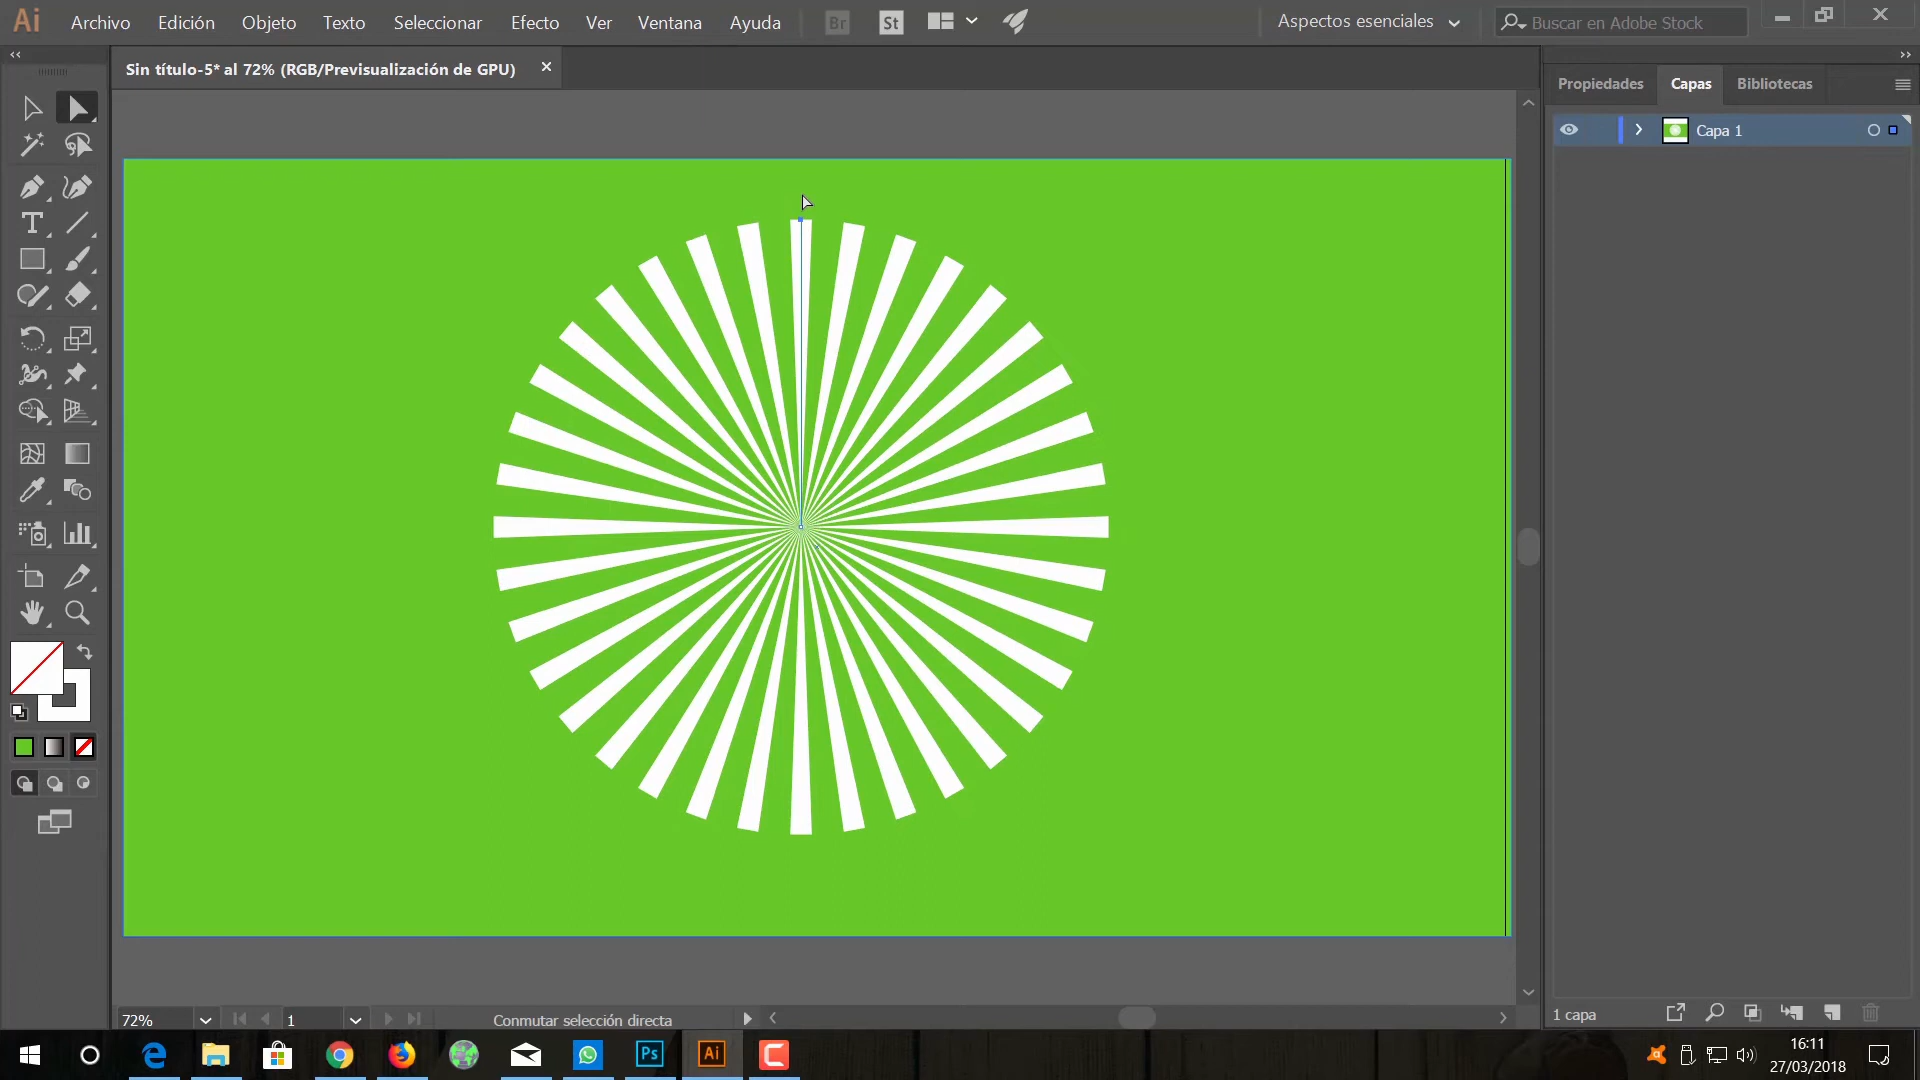 Ai Archivo Edición Objeto Texto Seleccionar Efecto Ver Ventana Ayuda Br St Aspectos esenciales Buscar en Adobe Stock
Sin título-5* al 72% (RGB/Previsualización de GPU) ×
Propiedades Capas Bibliotecas
Capa 1
T
72% 1 Conmutar selección directa
1 capa
Ps Ai
16:11
27/03/2018